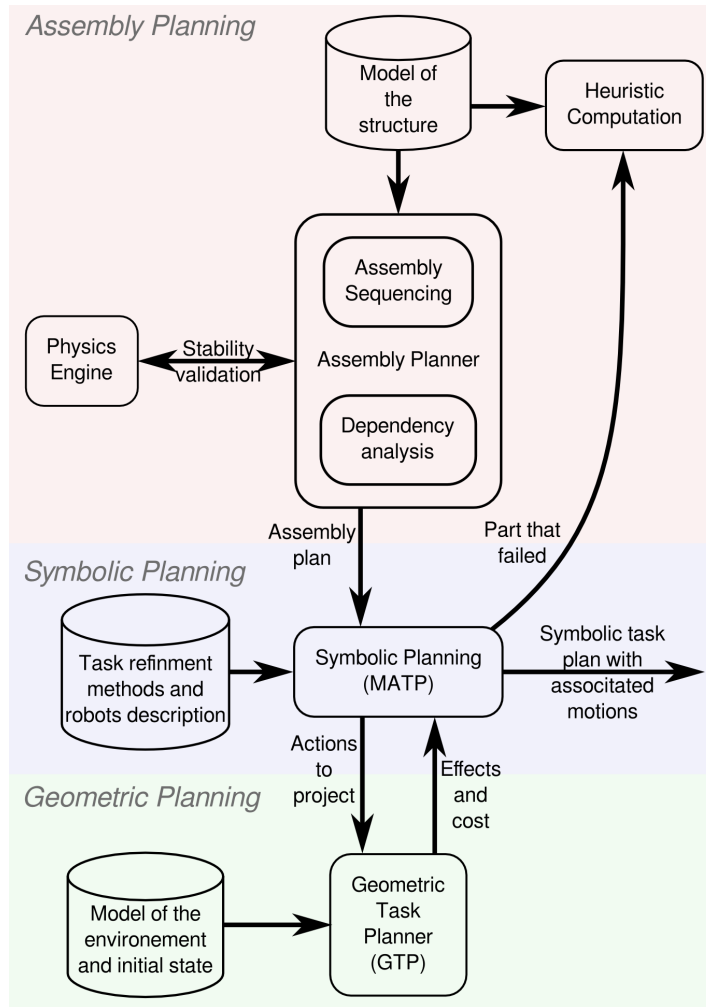 Assembly Planning
Model of
the
structure
Heuristic
Computation
Assembly
Sequencing
Physics
Engine
Stability
validation
Assembly Planner
Dependency
analysis
Assembly
plan
Part that
failed
Symbolic Planning
Task refinment
methods and
robots description
Symbolic Planning
(MATP)
Symbolic task
plan with
associtated
motions
Actions
to
project
Effects
and
cost
Geometric Planning
Model of the
environement
and initial state
Geometric
Task
Planner
(GTP)